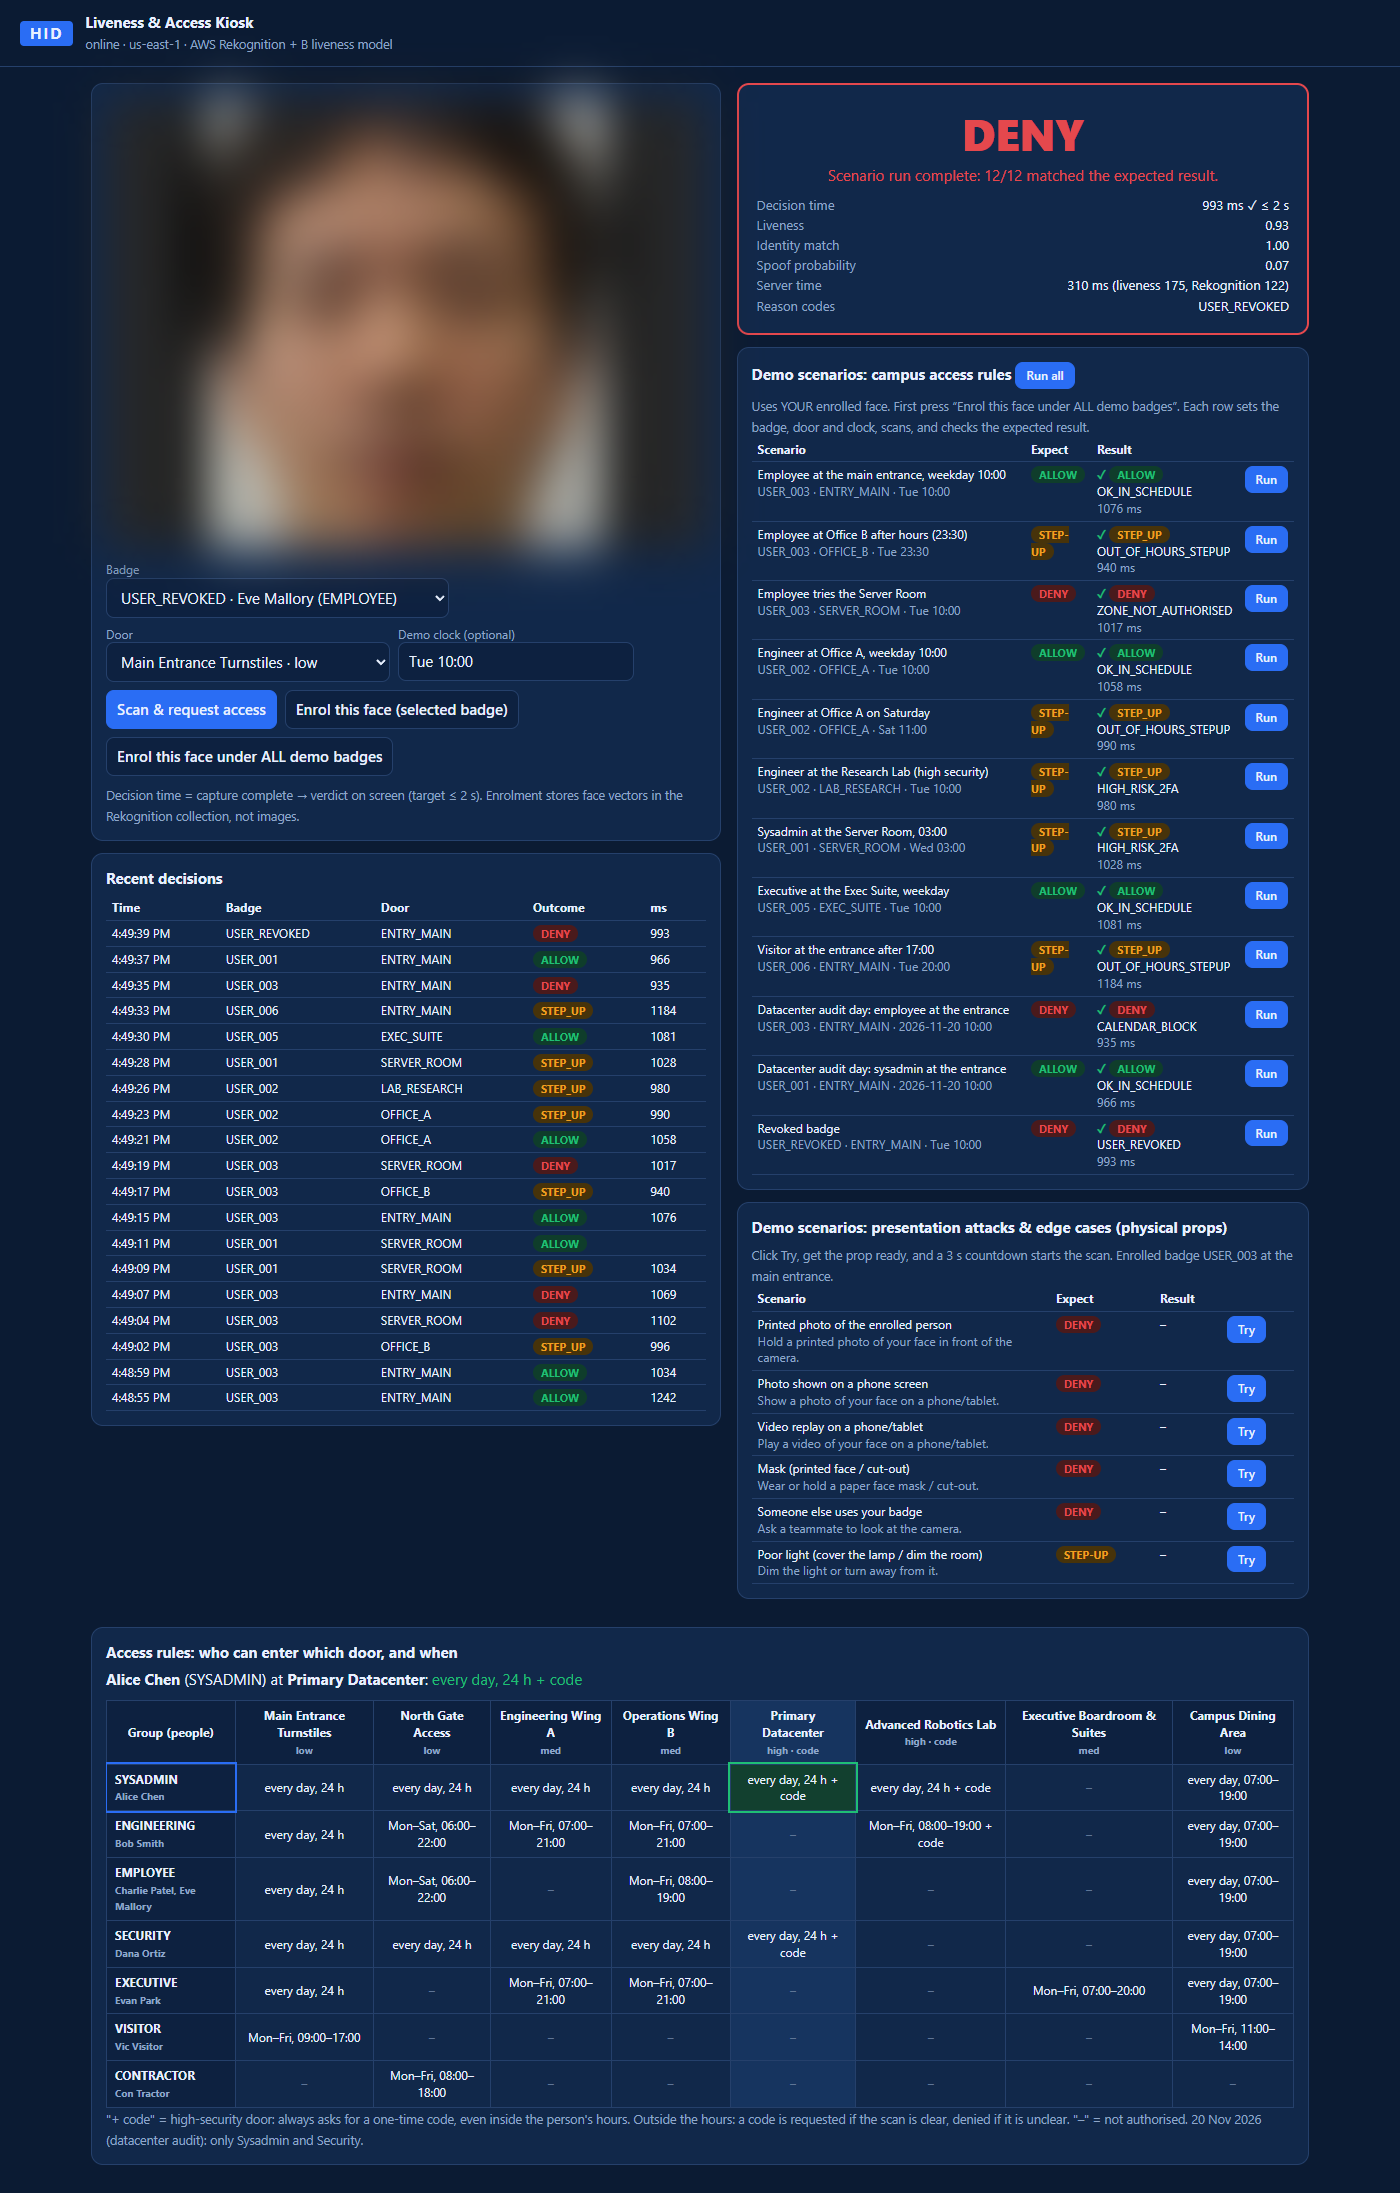 HID
Liveness & Access Kiosk
online · us-east-1 · AWS Rekognition + B liveness model
Badge
USER_REVOKED · Eve Mallory (EMPLOYEE)
Door
Demo clock (optional)
Main Entrance Turnstiles · low
Tue 10:00
Scan & request access
Enrol this face (selected badge)
Enrol this face under ALL demo badges
Decision time = capture complete → verdict on screen (target ≤ 2 s). Enrolment stores face vectors in the
Rekognition collection, not images.
Recent decisions
Time Badge Door Outcome ms
4:49:39 PM USER_REVOKED ENTRY_MAIN DENY 993
4:49:37 PM USER_001 ENTRY_MAIN ALLOW 966
4:49:35 PM USER_003 ENTRY_MAIN DENY 935
4:49:33 PM USER_006 ENTRY_MAIN STEP_UP 1184
4:49:30 PM USER_005 EXEC_SUITE ALLOW 1081
4:49:28 PM USER_001 SERVER_ROOM STEP_UP 1028
4:49:26 PM USER_002 LAB_RESEARCH STEP_UP 980
4:49:23 PM USER_002 OFFICE_A STEP_UP 990
4:49:21 PM USER_002 OFFICE_A ALLOW 1058
4:49:19 PM USER_003 SERVER_ROOM DENY 1017
4:49:17 PM USER_003 OFFICE_B STEP_UP 940
4:49:15 PM USER_003 ENTRY_MAIN ALLOW 1076
4:49:11 PM USER_001 SERVER_ROOM ALLOW
4:49:09 PM USER_001 SERVER_ROOM STEP_UP 1034
4:49:07 PM USER_003 ENTRY_MAIN DENY 1069
4:49:04 PM USER_003 SERVER_ROOM DENY 1102
4:49:02 PM USER_003 OFFICE_B STEP_UP 996
4:48:59 PM USER_003 ENTRY_MAIN ALLOW 1034
4:48:55 PM USER_003 ENTRY_MAIN ALLOW 1242
DENY
Scenario run complete: 12/12 matched the expected result.
Decision time 993 ms ✓ ≤ 2 s
Liveness 0.93
Identity match 1.00
Spoof probability 0.07
Server time 310 ms (liveness 175, Rekognition 122)
Reason codes USER_REVOKED
Demo scenarios: campus access rules Run all
Uses YOUR enrolled face. First press “Enrol this face under ALL demo badges”. Each row sets the
badge, door and clock, scans, and checks the expected result.
Scenario Expect Result
Employee at the main entrance, weekday 10:00 ALLOW ✓ ALLOW Run
USER_003 · ENTRY_MAIN · Tue 10:00 OK_IN_SCHEDULE
1076 ms
Employee at Office B after hours (23:30) STEP- ✓ STEP_UP Run
USER_003 · OFFICE_B · Tue 23:30 UP OUT_OF_HOURS_STEPUP
940 ms
Employee tries the Server Room DENY ✓ DENY Run
USER_003 · SERVER_ROOM · Tue 10:00 ZONE_NOT_AUTHORISED
1017 ms
Engineer at Office A, weekday 10:00 ALLOW ✓ ALLOW Run
USER_002 · OFFICE_A · Tue 10:00 OK_IN_SCHEDULE
1058 ms
Engineer at Office A on Saturday STEP- ✓ STEP_UP Run
USER_002 · OFFICE_A · Sat 11:00 UP OUT_OF_HOURS_STEPUP
990 ms
Engineer at the Research Lab (high security) STEP- ✓ STEP_UP Run
USER_002 · LAB_RESEARCH · Tue 10:00 UP HIGH_RISK_2FA
980 ms
Sysadmin at the Server Room, 03:00 STEP- ✓ STEP_UP Run
USER_001 · SERVER_ROOM · Wed 03:00 UP HIGH_RISK_2FA
1028 ms
Executive at the Exec Suite, weekday ALLOW ✓ ALLOW Run
USER_005 · EXEC_SUITE · Tue 10:00 OK_IN_SCHEDULE
1081 ms
Visitor at the entrance after 17:00 STEP- ✓ STEP_UP Run
USER_006 · ENTRY_MAIN · Tue 20:00 UP OUT_OF_HOURS_STEPUP
1184 ms
Datacenter audit day: employee at the entrance DENY ✓ DENY Run
USER_003 · ENTRY_MAIN · 2026-11-20 10:00 CALENDAR_BLOCK
935 ms
Datacenter audit day: sysadmin at the entrance ALLOW ✓ ALLOW Run
USER_001 · ENTRY_MAIN · 2026-11-20 10:00 OK_IN_SCHEDULE
966 ms
Revoked badge DENY ✓ DENY Run
USER_REVOKED · ENTRY_MAIN · Tue 10:00 USER_REVOKED
993 ms
Demo scenarios: presentation attacks & edge cases (physical props)
Click Try, get the prop ready, and a 3 s countdown starts the scan. Enrolled badge USER_003 at the
main entrance.
Scenario Expect Result
Printed photo of the enrolled person DENY – Try
Hold a printed photo of your face in front of the
camera.
Photo shown on a phone screen DENY – Try
Show a photo of your face on a phone/tablet.
Video replay on a phone/tablet DENY – Try
Play a video of your face on a phone/tablet.
Mask (printed face / cut-out) DENY – Try
Wear or hold a paper face mask / cut-out.
Someone else uses your badge DENY – Try
Ask a teammate to look at the camera.
Poor light (cover the lamp / dim the room) STEP-UP – Try
Dim the light or turn away from it.
Access rules: who can enter which door, and when
Alice Chen (SYSADMIN) at Primary Datacenter: every day, 24 h + code
Group (people) Main Entrance Turnstiles low North Gate Access low Engineering Wing A med Operations Wing B med Primary Datacenter high · code Advanced Robotics Lab high · code Executive Boardroom & Suites med Campus Dining Area low
SYSADMIN Alice Chen every day, 24 h every day, 24 h every day, 24 h every day, 24 h every day, 24 h + code every day, 24 h + code – every day, 07:00–19:00
ENGINEERING Bob Smith every day, 24 h Mon–Sat, 06:00–22:00 Mon–Fri, 07:00–21:00 Mon–Fri, 07:00–21:00 – Mon–Fri, 08:00–19:00 + code – every day, 07:00–19:00
EMPLOYEE Charlie Patel, Eve Mallory every day, 24 h Mon–Sat, 06:00–22:00 – Mon–Fri, 08:00–19:00 – – – every day, 07:00–19:00
SECURITY Dana Ortiz every day, 24 h every day, 24 h every day, 24 h every day, 24 h every day, 24 h + code – – every day, 07:00–19:00
EXECUTIVE Evan Park every day, 24 h – Mon–Fri, 07:00–21:00 Mon–Fri, 07:00–21:00 – – Mon–Fri, 07:00–20:00 every day, 07:00–19:00
VISITOR Vic Visitor Mon–Fri, 09:00–17:00 – – – – – – Mon–Fri, 11:00–14:00
CONTRACTOR Con Tractor – Mon–Fri, 08:00–18:00 – – – – – –
"+ code" = high-security door: always asks for a one-time code, even inside the person's hours. Outside the hours: a code is requested if the scan is clear, denied if it is unclear. "–" = not authorised. 20 Nov 2026
(datacenter audit): only Sysadmin and Security.